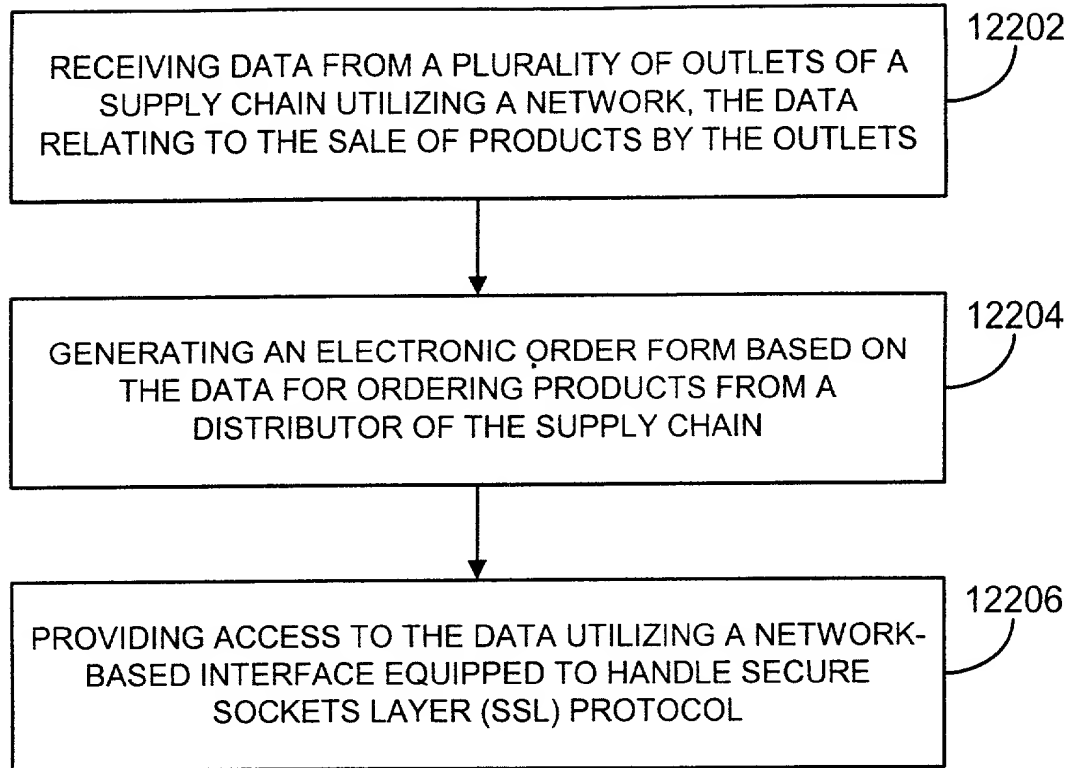 12202
RECEIVING DATA FROM A PLURALITY OF OUTLETS OF A
SUPPLY CHAIN UTILIZING A NETWORK, THE DATA
RELATING TO THE SALE OF PRODUCTS BY THE OUTLETS
12204
GENERATING AN ELECTRONIC ORDER FORM BASED ON
THE DATA FOR ORDERING PRODUCTS FROM A
DISTRIBUTOR OF THE SUPPLY CHAIN
12206
PROVIDING ACCESS TO THE DATA UTILIZING A NETWORK-
BASED INTERFACE EQUIPPED TO HANDLE SECURE
SOCKETS LAYER (SSL) PROTOCOL